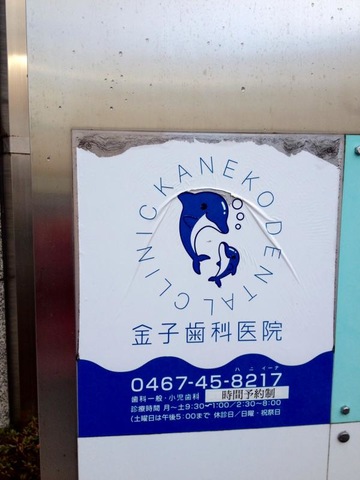 KANEKO DENTAL CLINIC
金子歯科医院
ハ ニ イーナ
0467-45-8217
歯科一般・小児歯科 時間予約制
診療時間 月〜土9:30〜1:00/2:30〜8:00
(土曜日は午後5:00まで 休診日/日曜・祝祭日